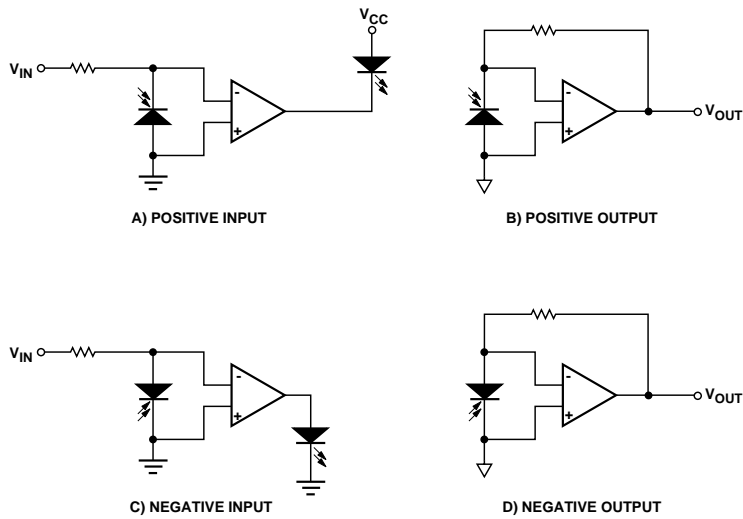 V_CC
V_IN
-
+
-
+
V_OUT
A) POSITIVE INPUT
B) POSITIVE OUTPUT
V_IN
-
+
-
+
V_OUT
C) NEGATIVE INPUT
D) NEGATIVE OUTPUT